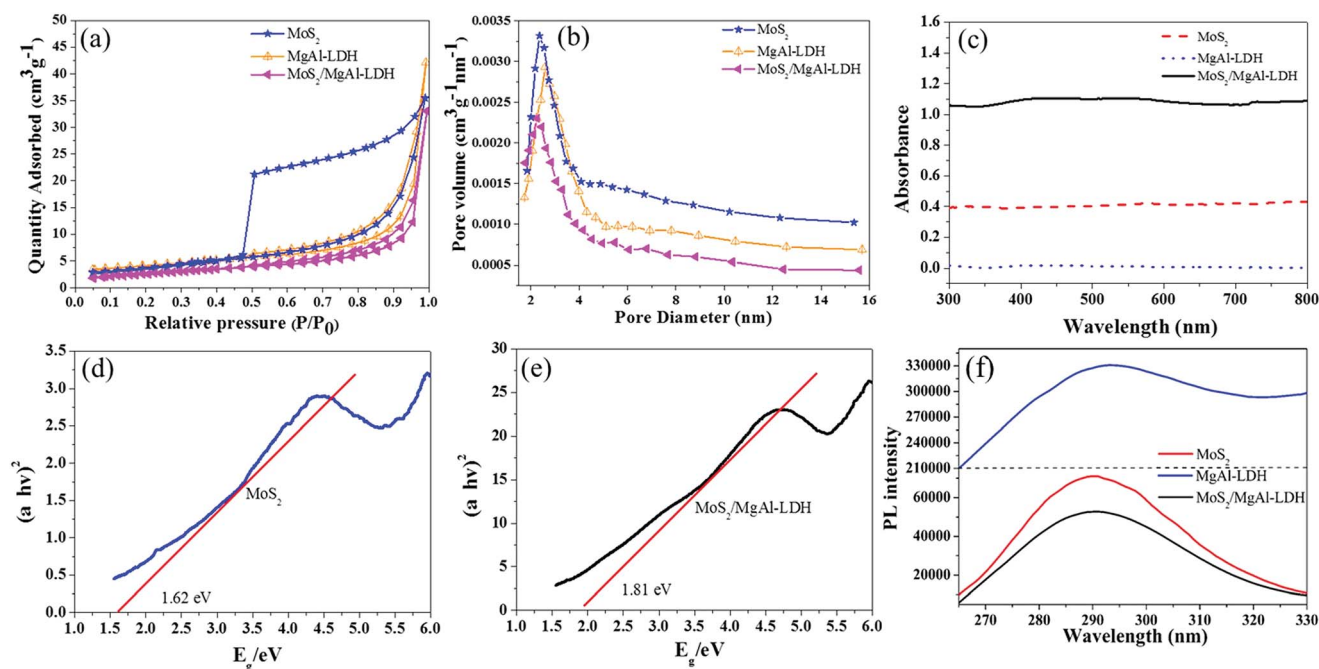 (a)
MoS2
MgAl-LDH
MoS2/MgAl-LDH
Quantity Adsorbed (cm3g-1)
50
45
40
35
30
25
20
15
10
5
0
0.0 0.1 0.2 0.3 0.4 0.5 0.6 0.7 0.8 0.9 1.0
Relative pressure (P/P0)
(b)
MoS2
MgAl-LDH
MoS2/MgAl-LDH
Pore volume (cm3g-1nm-1)
0.0035
0.0030
0.0025
0.0020
0.0015
0.0010
0.0005
2 4 6 8 10 12 14 16
Pore Diameter (nm)
(c)
MoS2
MgAl-LDH
MoS2/MgAl-LDH
Absorbance
1.6
1.4
1.2
1.0
0.8
0.6
0.4
0.2
0.0
300 400 500 600 700 800
Wavelength (nm)
(d)
(a hv)2
3.5
3.0
2.5
2.0
1.5
1.0
0.5
0.0
MoS2
1.62 eV
1.0 1.5 2.0 2.5 3.0 3.5 4.0 4.5 5.0 5.5 6.0
Eg/eV
(e)
(a hv)2
30
25
20
15
10
5
0
MoS2/MgAl-LDH
1.81 eV
1.0 1.5 2.0 2.5 3.0 3.5 4.0 4.5 5.0 5.5 6.0
Eg/eV
(f)
PL intensity
360000
330000
300000
270000
240000
210000
60000
40000
20000
MoS2
MgAl-LDH
MoS2/MgAl-LDH
270 280 290 300 310 320 330
Wavelength (nm)